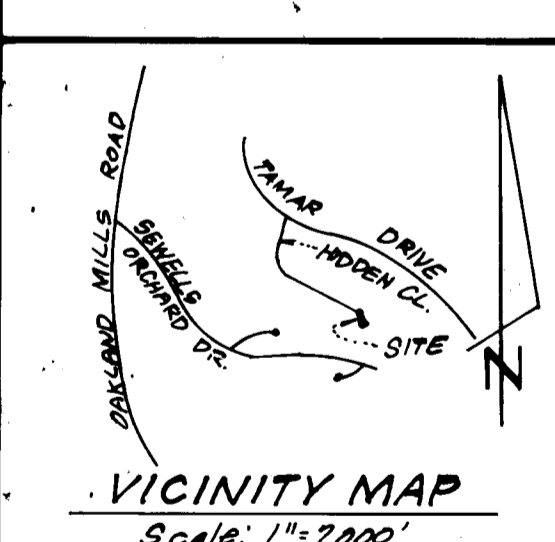 OAKLAND MILLS ROAD
SEWELLS
ORCHARD DR.
TAMAR DRIVE
HIDDEN CL.
SITE
N
VICINITY MAP
Scale: 1"=2000'